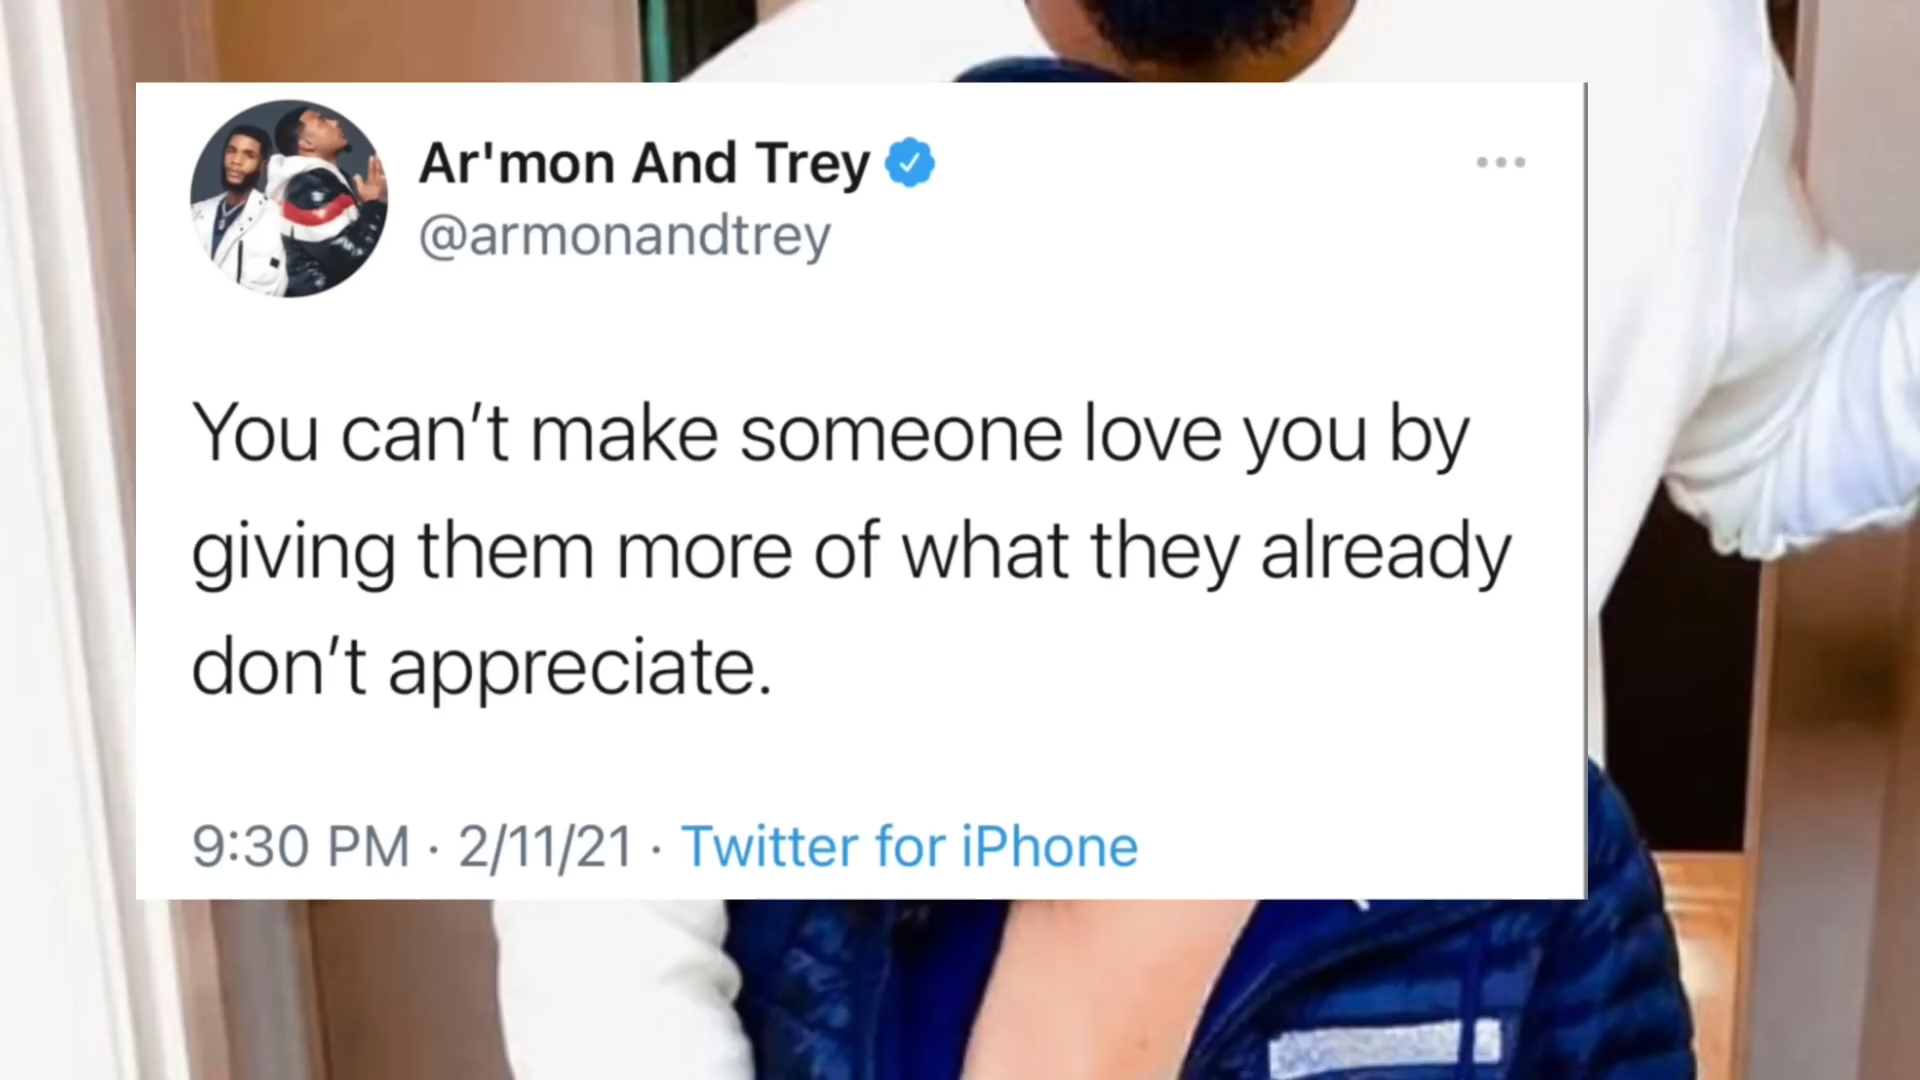 Ar'mon And Trey
@armonandtrey
You can’t make someone love you by
giving them more of what they already
don’t appreciate.
9:30 PM · 2/11/21 · Twitter for iPhone